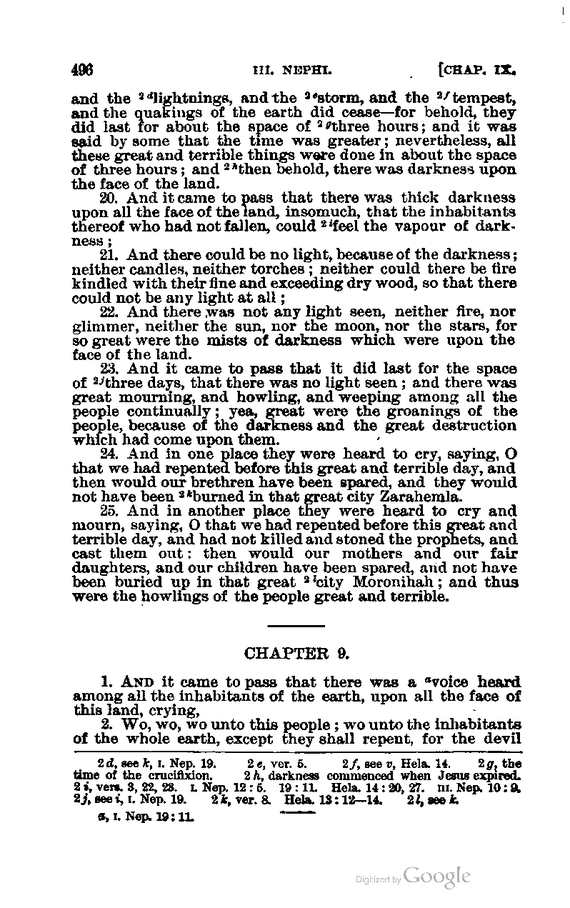 496 III. NEPHI. [CHAP. IX.
and the 2dlightnings, and the 2estorm, and the 2ftempest,
and the quakings of the earth did cease—for behold, they
did last for about the space of 2gthree hours; and it was
said by some that the time was greater; nevertheless, all
these great and terrible things were done in about the space
of three hours; and 2hthen behold, there was darkness upon
the face of the land.
20. And it came to pass that there was thick darkness
upon all the face of the land, insomuch, that the inhabitants
thereof who had not fallen, could 2ifeel the vapour of dark-
ness;
21. And there could be no light, because of the darkness;
neither candles, neither torches; neither could there be fire
kindled with their fine and exceeding dry wood, so that there
could not be any light at all;
22. And there was not any light seen, neither fire, nor
glimmer, neither the sun, nor the moon, nor the stars, for
so great were the mists of darkness which were upon the
face of the land.
23. And it came to pass that it did last for the space
of 2jthree days, that there was no light seen; and there was
great mourning, and howling, and weeping among all the
people continually; yea, great were the groanings of the
people, because of the darkness and the great destruction
which had come upon them.
24. And in one place they were heard to cry, saying, O
that we had repented before this great and terrible day, and
then would our brethren have been spared, and they would
not have been 2kburned in that great city Zarahemla.
25. And in another place they were heard to cry and
mourn, saying, O that we had repented before this great and
terrible day, and had not killed and stoned the prophets, and
cast them out: then would our mothers and our fair
daughters, and our children have been spared, and not have
been buried up in that great 2lcity Moronihah; and thus
were the howlings of the people great and terrible.
CHAPTER 9.
1. AND it came to pass that there was a avoice heard
among all the inhabitants of the earth, upon all the face of
this land, crying,
2. Wo, wo, wo unto this people; wo unto the inhabitants
of the whole earth, except they shall repent, for the devil
2d, see k, I. Nep. 19. 2e, ver. 5. 2f, see v, Hela. 14. 2g, the
time of the crucifixion. 2h, darkness commenced when Jesus expired.
2i, vers. 3, 22, 23. I. Nep. 12:5. 19:11. Hela. 14:20, 27. III. Nep. 10:9.
2j, see i, I. Nep. 19. 2k, ver. 8. Hela. 13:12—14. 2l, see k.
a, I. Nep. 19:11.
Digitized by Google